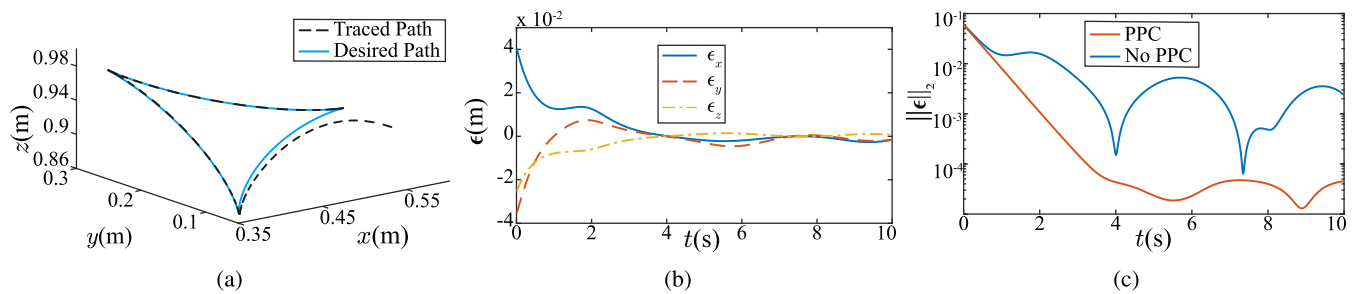 Traced Path
Desired Path
0.98
0.94
0.9
0.86
z(m)
0.3
0.2
0.1
y(m)
0.35
0.45
0.55
x(m)
(a)
x 10⁻²
4
2
0
-2
-4
ϵ(m)
ϵₓ
ϵ_y
ϵ_z
0 2 4 6 8 10
t(s)
(b)
10⁻¹
10⁻²
10⁻³
10⁻⁴
||ϵ||₂
PPC
No PPC
0 2 4 6 8 10
t(s)
(c)